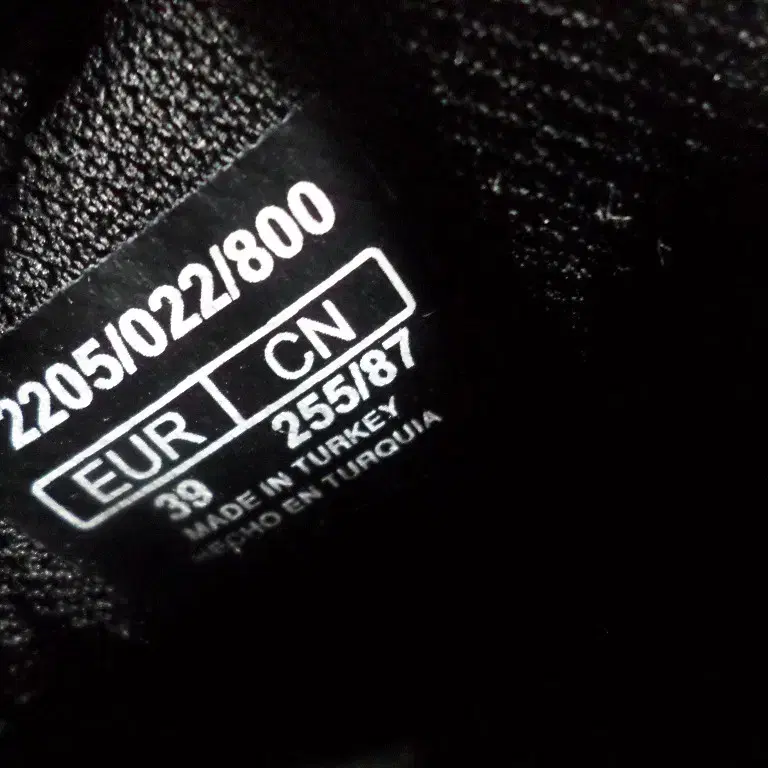 2205/022/800
EUR CN
39 255/87
MADE IN TURKEY
HECHO EN TURQUIA